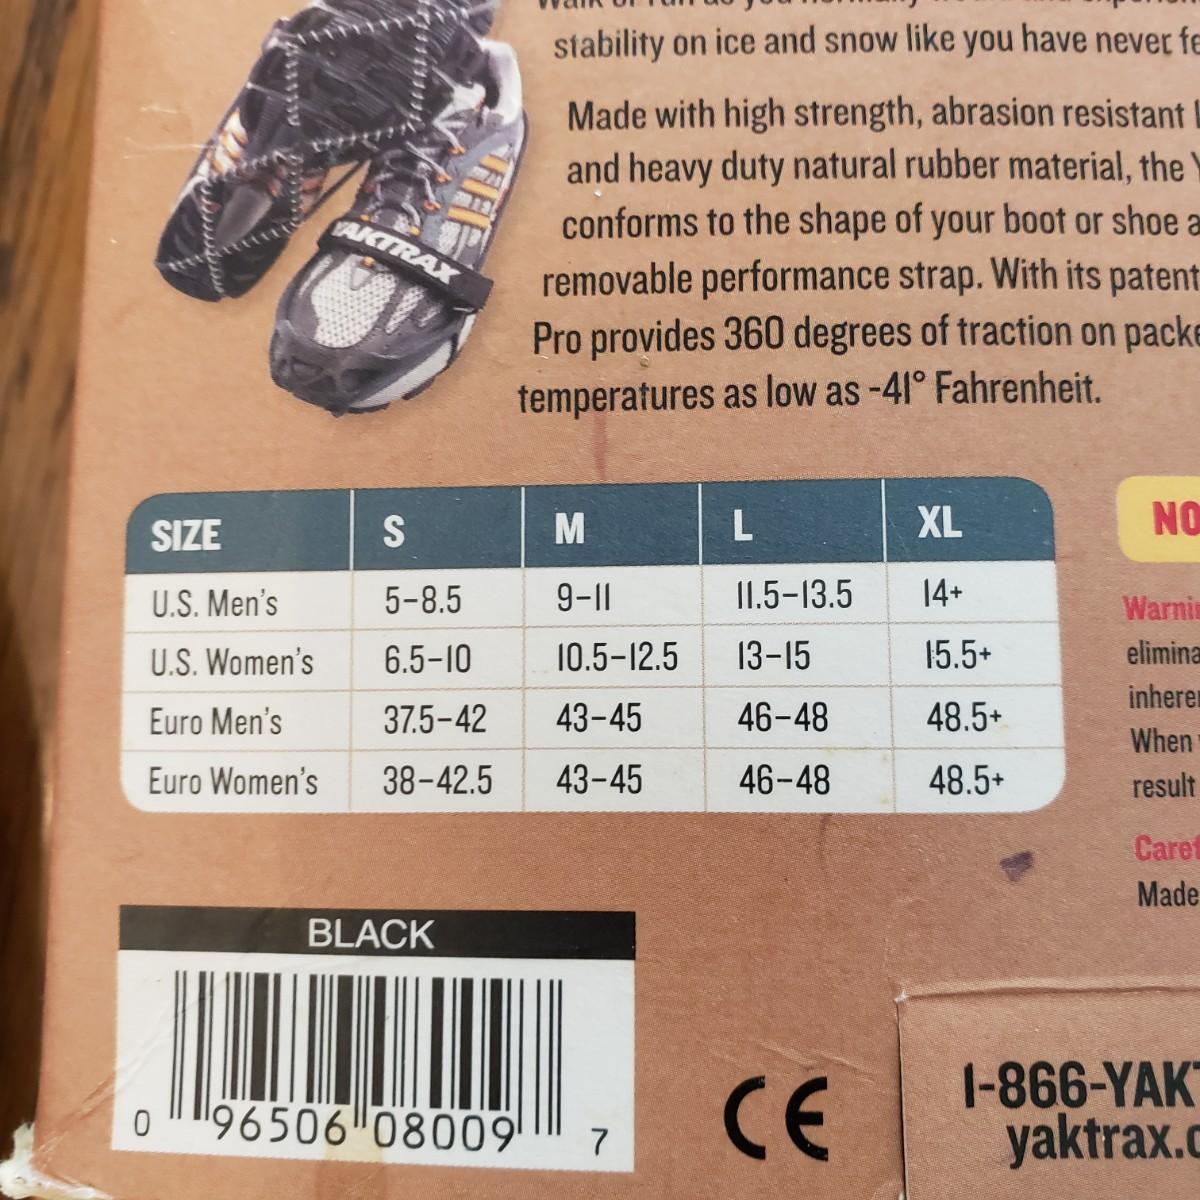 stability on ice and snow like you have never
Made with high strength, abrasion resistant
and heavy duty natural rubber material, the
conforms to the shape of your boot or shoe
removable performance strap. With its patent
Pro provides 360 degrees of traction on
temperatures as low as -41° Fahrenheit.
YAKTRAX
SIZE S M L XL
U.S. Men's 5-8.5 9-11 11.5-13.5 14+
U.S. Women's 6.5-10 10.5-12.5 13-15 15.5+
Euro Men's 37.5-42 43-45 46-48 48.5+
Euro Women's 38-42.5 43-45 46-48 48.5+
NO
When
result
Made
BLACK
0 96506 08009 7
CE
1-866-YAK
yaktrax.